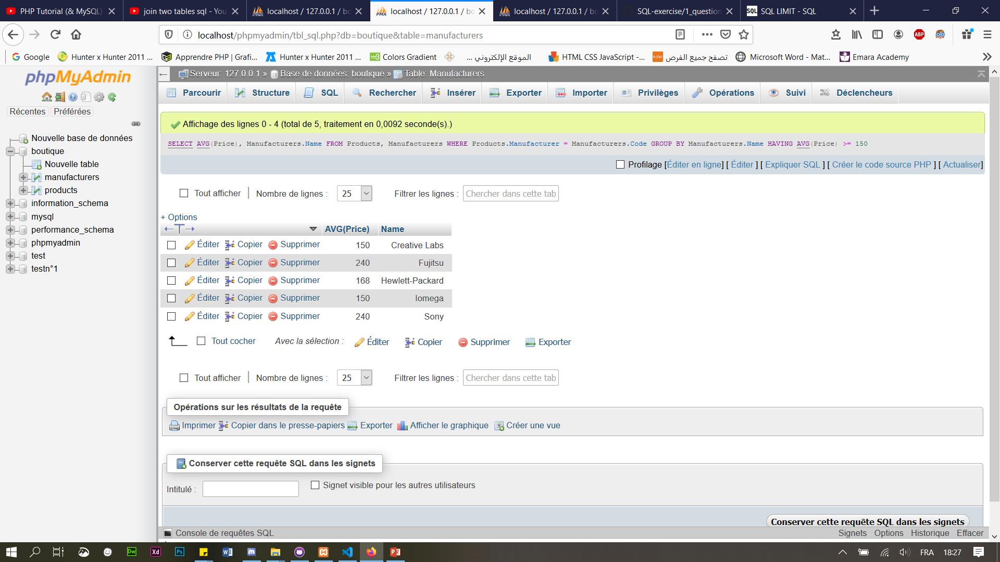 PHP Tutorial (& MySQL)
join two tables sql - You
localhost / 127.0.0.1 / bo
localhost / 127.0.0.1 / bo
localhost / 127.0.0.1 / bo
SQL-exercise/1_question
SQL SQL LIMIT - SQL
localhost/phpmyadmin/tbl_sql.php?db=boutique&table=manufacturers
ABP
Google
Hunter x Hunter 2011 ...
Apprendre PHP | Grafi...
Hunter x Hunter 2011 ...
Colors Gradient
الموقع الإلكتروني ...
HTML CSS JavaScript -...
تصفح جميع الفرص
Microsoft Word - Mat...
Emara Academy
phpMyAdmin
Récentes Préférées
Nouvelle base de données
boutique
Nouvelle table
manufacturers
products
information_schema
mysql
performance_schema
phpmyadmin
test
testn°1
Serveur: 127.0.0.1 » Base de données: boutique » Table: Manufacturers
Parcourir Structure SQL Rechercher Insérer Exporter Importer Privilèges Opérations Suivi Déclencheurs
Affichage des lignes 0 - 4 (total de 5, traitement en 0,0092 seconde(s).)
SELECT AVG(Price), Manufacturers.Name FROM Products, Manufacturers WHERE Products.Manufacturer = Manufacturers.Code GROUP BY Manufacturers.Name HAVING AVG(Price) >= 150
Profilage [Éditer en ligne] [ Éditer ] [ Expliquer SQL ] [ Créer le code source PHP ] [ Actualiser]
Tout afficher | Nombre de lignes : 25 Filtrer les lignes : Chercher dans cette tab
+ Options
←T→ AVG(Price) Name
Éditer Copier Supprimer 150 Creative Labs
Éditer Copier Supprimer 240 Fujitsu
Éditer Copier Supprimer 168 Hewlett-Packard
Éditer Copier Supprimer 150 Iomega
Éditer Copier Supprimer 240 Sony
Tout cocher Avec la sélection : Éditer Copier Supprimer Exporter
Tout afficher | Nombre de lignes : 25 Filtrer les lignes : Chercher dans cette tab
Opérations sur les résultats de la requête
Imprimer Copier dans le presse-papiers Exporter Afficher le graphique Créer une vue
Conserver cette requête SQL dans les signets
Intitulé : Signet visible pour les autres utilisateurs
Conserver cette requête SQL dans les signets
Console de requêtes SQL
Signets Options Historique Effacer
Dw Xd Ps
FRA 18:27